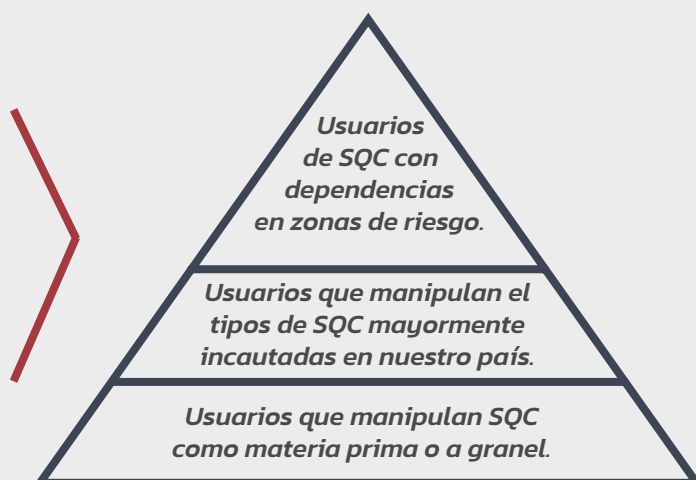 Usuarios
de SQC con
dependencias
en zonas de riesgo.
Usuarios que manipulan el
tipos de SQC mayormente
incautadas en nuestro país.
Usuarios que manipulan SQC
como materia prima o a granel.